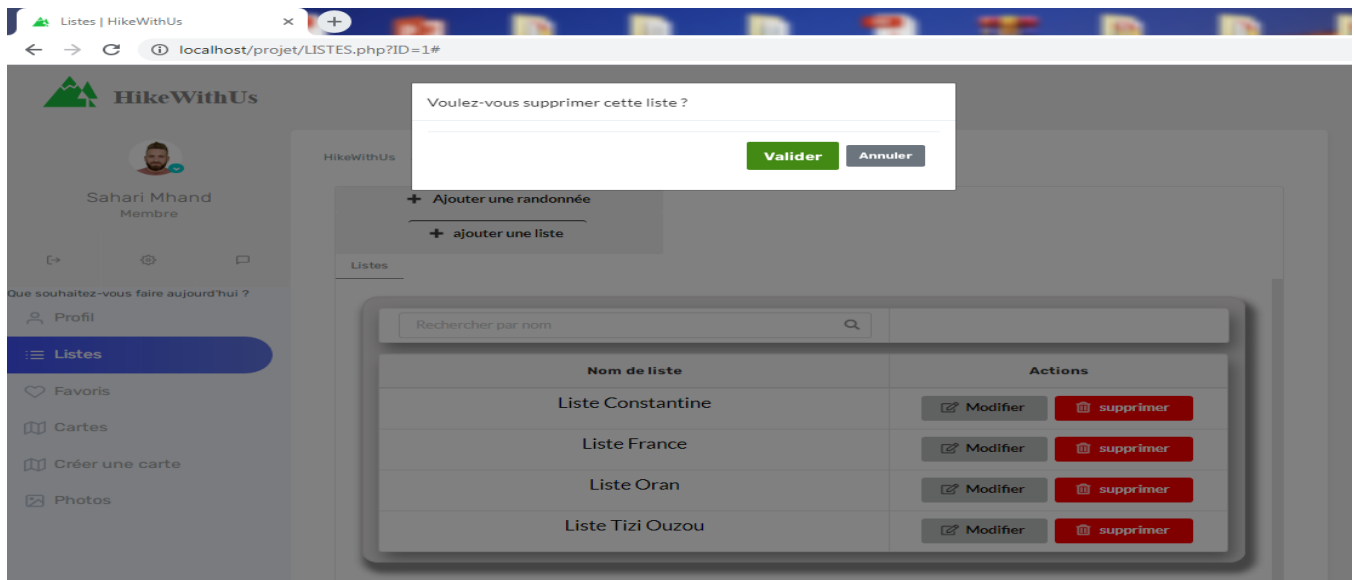 Listes | HikeWithUs
localhost/projet/LISTES.php?ID=1#
HikeWithUs
Voulez-vous supprimer cette liste ?
Valider Annuler
HikeWithUs
Sahari Mhand
Membre
Ajouter une randonnée
ajouter une liste
Listes
Que souhaitez-vous faire aujourd'hui ?
Profil
Listes
Favoris
Cartes
Créer une carte
Photos
Rechercher par nom
Nom de liste Actions
Liste Constantine Modifier supprimer
Liste France Modifier supprimer
Liste Oran Modifier supprimer
Liste Tizi Ouzou Modifier supprimer